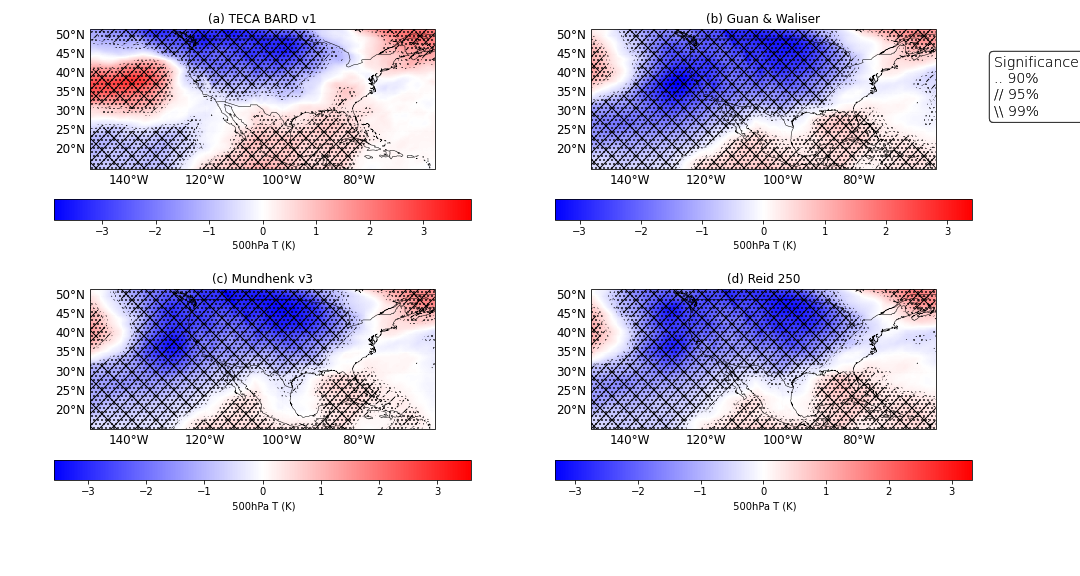 (a) TECA BARD v1
50°N
45°N
40°N
35°N
30°N
25°N
20°N
140°W 120°W 100°W 80°W
−3 −2 −1 0 1 2 3
500hPa T (K)
(b) Guan & Waliser
50°N
45°N
40°N
35°N
30°N
25°N
20°N
140°W 120°W 100°W 80°W
−3 −2 −1 0 1 2 3
500hPa T (K)
Significance
.. 90%
// 95%
\\ 99%
(c) Mundhenk v3
50°N
45°N
40°N
35°N
30°N
25°N
20°N
140°W 120°W 100°W 80°W
−3 −2 −1 0 1 2 3
500hPa T (K)
(d) Reid 250
50°N
45°N
40°N
35°N
30°N
25°N
20°N
140°W 120°W 100°W 80°W
−3 −2 −1 0 1 2 3
500hPa T (K)